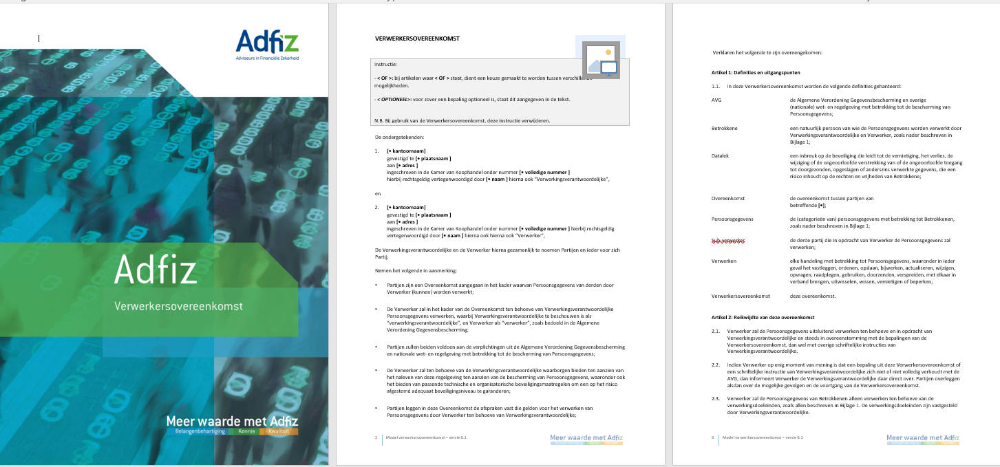 Adfiz
Adviseurs in Financiële Zekerheid
Adfiz
Verwerkersovereenkomst
Meer waarde met Adfiz
Belangenbehartiging Kennis Kwaliteit
VERWERKERSOVEREENKOMST
Instructie:
- < OF >: bij artikelen waar < OF > staat, dient een keuze gemaakt te worden tussen verschillende
mogelijkheden.
- < OPTIONEEL>: voor zover een bepaling optioneel is, staat dit aangegeven in de tekst.
N.B. Bij gebruik van de Verwerkersovereenkomst, deze instructie verwijderen.
De ondergetekenden:
1. [• kantoornaam]
gevestigd te [• plaatsnaam ]
aan [• adres ]
ingeschreven in de Kamer van Koophandel onder nummer [• volledige nummer ]
hierbij rechtsgeldig vertegenwoordigd door [• naam ] hierna ook “Verwerkingsverantwoordelijke”,
en
2. [• kantoornaam]
gevestigd te [• plaatsnaam ]
aan [• adres ]
ingeschreven in de Kamer van Koophandel onder nummer [• volledige nummer ] hierbij rechtsgeldig
vertegenwoordigd door [• naam ] hierna ook hierna ook “Verwerker”,
De Verwerkingsverantwoordelijke en de Verwerker hierna gezamenlijk te noemen Partijen en ieder voor zich
Partij;
Nemen het volgende in aanmerking:
• Partijen zijn een Overeenkomst aangegaan in het kader waarvan Persoonsgegevens van derden door
Verwerker (kunnen) worden verwerkt;
• De Verwerker zal in het kader van de Overeenkomst ten behoeve van Verwerkingsverantwoordelijke
Persoonsgegevens verwerken, waarbij Verwerkingsverantwoordelijke te beschouwen is als
“verwerkingsverantwoordelijke”, en Verwerker als “verwerker”, zoals bedoeld in de Algemene
Verordening Gegevensbescherming;
• Partijen zullen beiden voldoen aan de verplichtingen uit de Algemene Verordening Gegevensbescherming
en nationale wet- en regelgeving met betrekking tot de bescherming van Persoonsgegevens;
• De Verwerker zal ten behoeve van de Verwerkingsverantwoordelijke waarborgen bieden ten aanzien van
het naleven van deze regelgeving ten aanzien van de bescherming van Persoonsgegevens, waaronder ook
het bieden van passende technische en organisatorische beveiligingsmaatregelen om een op het risico
afgestemd adequaat beveiligingsniveau te garanderen;
• Partijen leggen in deze Overeenkomst de afspraken vast die gelden voor het verwerken van
Persoonsgegevens door Verwerker ten behoeve van Verwerkingsverantwoordelijke;
2 Model verwerkersovereenkomst – versie 0.1
Meer waarde met Adfiz
Verklaren het volgende te zijn overeengekomen:
Artikel 1: Definities en uitgangspunten
1.1. In deze Verwerkersovereenkomst worden de volgende definities gehanteerd:
AVG de Algemene Verordening Gegevensbescherming en overige
(nationale) wet- en regelgeving met betrekking tot de bescherming van
Persoonsgegevens;
Betrokkene een natuurlijk persoon van wie de Persoonsgegevens worden verwerkt door
Verwerkingsverantwoordelijke en Verwerker, zoals nader beschreven in
Bijlage 1;
Datalek een inbreuk op de beveiliging die leidt tot de vernietiging, het verlies, de
wijziging of de ongeoorloofde verstrekking van of de ongeoorloofde toegang
tot doorgezonden, opgeslagen of anderszins verwerkte gegevens, die een
risico inhoudt op de rechten en vrijheden van Betrokkene;
Overeenkomst de overeenkomst tussen partijen van
betreffende [•];
Persoonsgegevens de (categorieën van) persoonsgegevens met betrekking tot Betrokkenen,
zoals nader beschreven in Bijlage 1;
Sub-verwerker de derde partij die in opdracht van Verwerker de Persoonsgegevens zal
verwerken;
Verwerken elke handeling met betrekking tot Persoonsgegevens, waaronder in ieder
geval het vastleggen, ordenen, opslaan, bijwerken, actualiseren, wijzigen,
opvragen, raadplegen, gebruiken, doorzenden, verspreiden, met elkaar in
verband brengen, uitwisselen, wissen, vernietigen of beperken;
Verwerkersovereenkomst deze overeenkomst.
Artikel 2: Reikwijdte van deze overeenkomst
2.1. Verwerker zal de Persoonsgegevens uitsluitend verwerken ten behoeve en in opdracht van
Verwerkingsverantwoordelijke en steeds in overeenstemming met de bepalingen van de
Verwerkersovereenkomst, dan wel met overige schriftelijke instructies van
Verwerkingsverantwoordelijke.
2.2. Indien Verwerker op enig moment van mening is dat een bepaling uit deze Verwerkersovereenkomst of
een schriftelijke instructie van Verwerkingsverantwoordelijke zich niet of niet volledig verhoudt met de
AVG, dan informeert Verwerker de Verwerkingsverantwoordelijke daar direct over. Partijen overleggen
alsdan over de mogelijke gevolgen en de voortgang van de Verwerkersovereenkomst.
2.3. Verwerker zal de Persoonsgegevens van Betrokkenen alleen verwerken ten behoeve van de
verwerkingsdoeleinden, zoals allen beschreven in Bijlage 1. De verwerkingsdoeleinden zijn vastgesteld
door Verwerkingsverantwoordelijke.
3 Model verwerkersovereenkomst – versie 0.1
Meer waarde met Adfiz